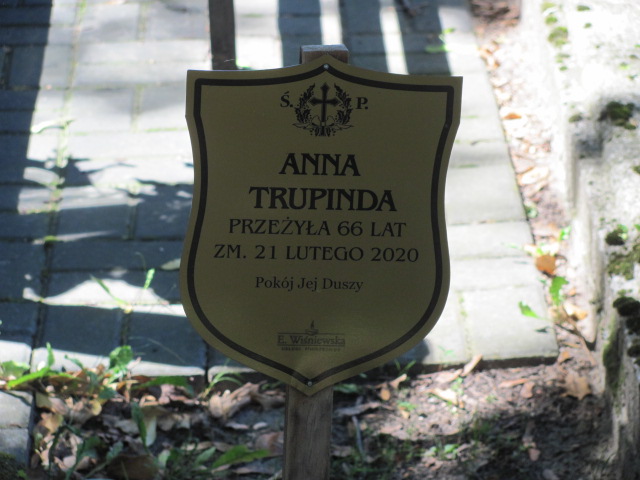 Ś. P.
ANNA
TRUPINDA
PRZEŻYŁA 66 LAT
ZM. 21 LUTEGO 2020
Pokój Jej Duszy
E. Wiśniewska